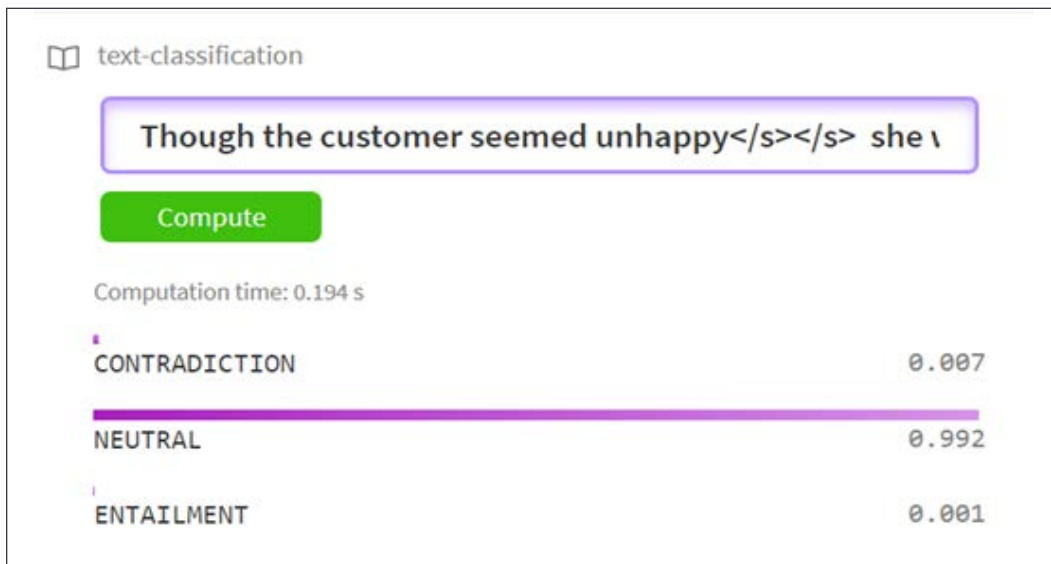 text-classification
Though the customer seemed unhappy</s></s> she
Compute
Computation time: 0.194 s
CONTRADICTION 0.007
NEUTRAL 0.992
ENTAILMENT 0.001